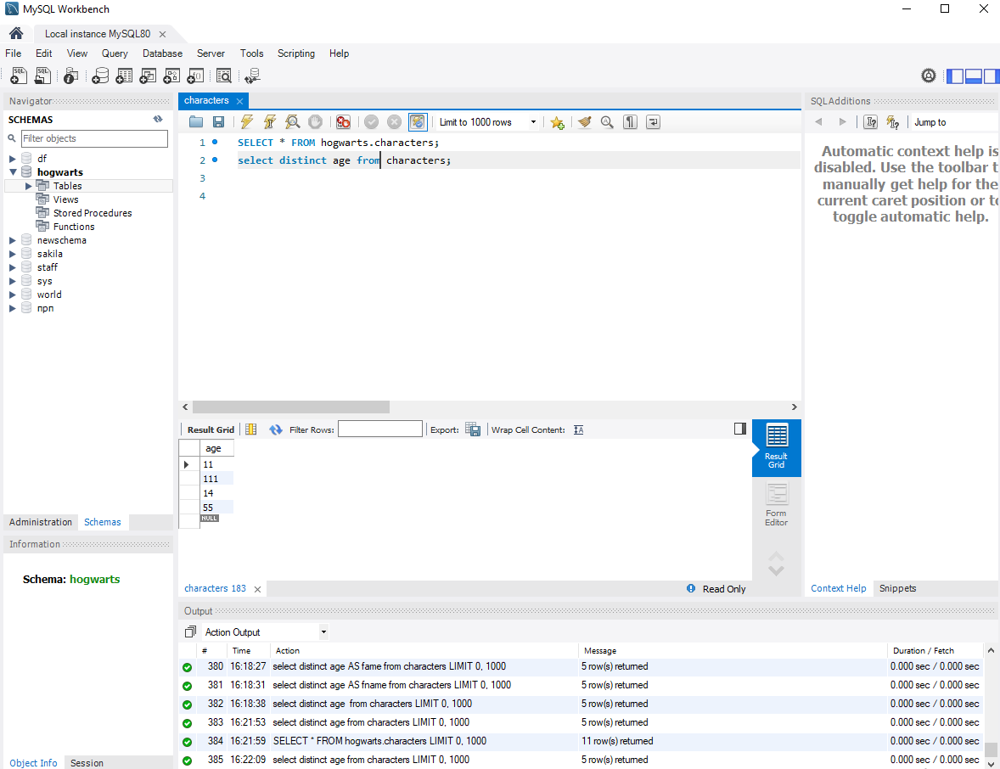 MySQL Workbench
Local instance MySQL80
File Edit View Query Database Server Tools Scripting Help
Navigator
SCHEMAS
Filter objects
df
hogwarts
Tables
Views
Stored Procedures
Functions
newschema
sakila
staff
sys
world
npn
Administration Schemas
Information
Schema: hogwarts
Object Info Session
characters
Limit to 1000 rows
1 SELECT * FROM hogwarts.characters;
2 select distinct age from characters;
3
4
Result Grid Filter Rows: Export: Wrap Cell Content:
age
11
111
14
55
NULL
Result
Grid
Form
Editor
characters 183 Read Only
SQLAdditions
Jump to
Automatic context help is
disabled. Use the toolbar t
manually get help for the
current caret position or to
toggle automatic help.
Context Help Snippets
Output
Action Output
# Time Action Message Duration / Fetch
380 16:18:27 select distinct age AS fame from characters LIMIT 0, 1000 5 row(s) returned 0.000 sec / 0.000 sec
381 16:18:31 select distinct age AS fname from characters LIMIT 0, 1000 5 row(s) returned 0.000 sec / 0.000 sec
382 16:18:38 select distinct age  from characters LIMIT 0, 1000 5 row(s) returned 0.000 sec / 0.000 sec
383 16:21:53 select distinct age from characters LIMIT 0, 1000 5 row(s) returned 0.000 sec / 0.000 sec
384 16:21:59 SELECT * FROM hogwarts.characters LIMIT 0, 1000 11 row(s) returned 0.000 sec / 0.000 sec
385 16:22:09 select distinct age from characters LIMIT 0, 1000 5 row(s) returned 0.000 sec / 0.000 sec